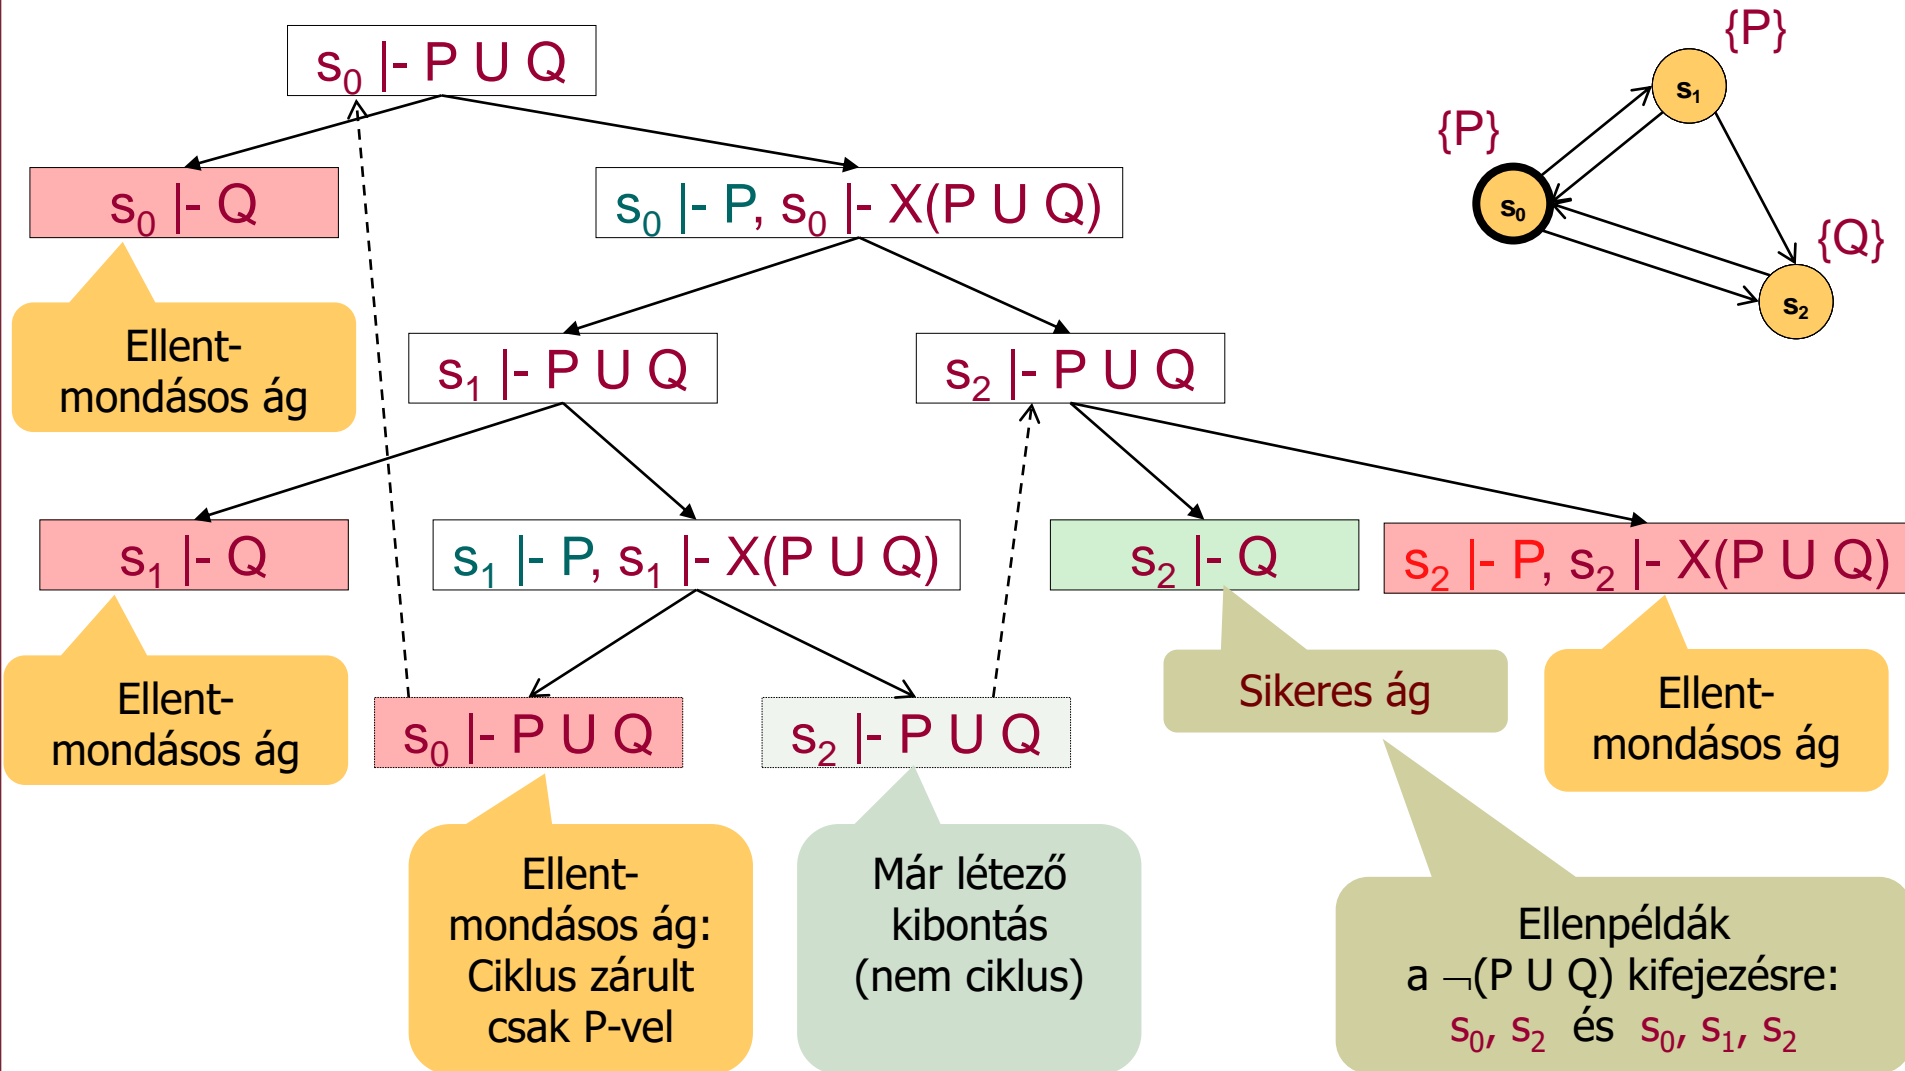 s₀ |- P U Q
{P}
s₁
{P}
s₀
{Q}
s₂
s₀ |- Q
s₀ |- P, s₀ |- X(P U Q)
Ellent-
mondásos ág
s₁ |- P U Q
s₂ |- P U Q
s₁ |- Q
s₁ |- P, s₁ |- X(P U Q)
s₂ |- Q
s₂ |- P, s₂ |- X(P U Q)
Ellent-
mondásos ág
s₀ |- P U Q
s₂ |- P U Q
Sikeres ág
Ellent-
mondásos ág
Ellent-
mondásos ág:
Ciklus zárult
csak P-vel
Már létező
kibontás
(nem ciklus)
Ellenpéldák
a ¬(P U Q) kifejezésre:
s₀, s₂ és s₀, s₁, s₂